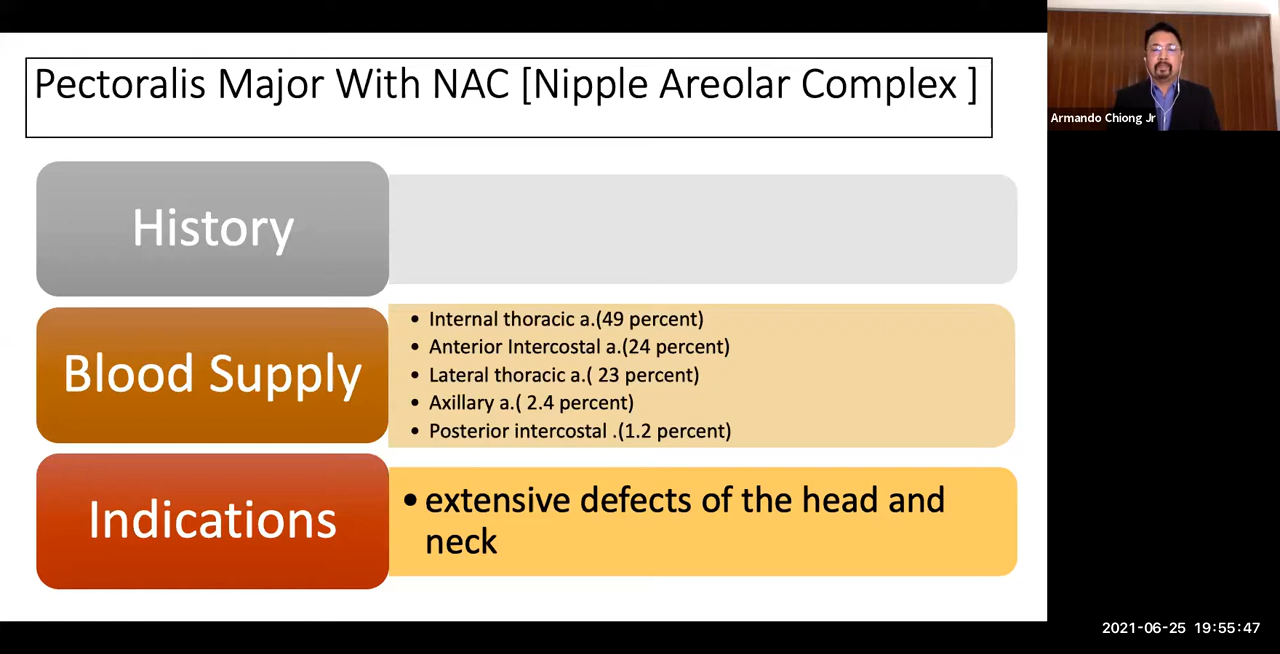 Pectoralis Major With NAC [Nipple Areolar Complex ]
Armando Chiong Jr
History
Blood Supply
• Internal thoracic a.(49 percent)
• Anterior Intercostal a.(24 percent)
• Lateral thoracic a.( 23 percent)
• Axillary a.( 2.4 percent)
• Posterior intercostal .(1.2 percent)
Indications
• extensive defects of the head and
neck
2021-06-25 19:55:47